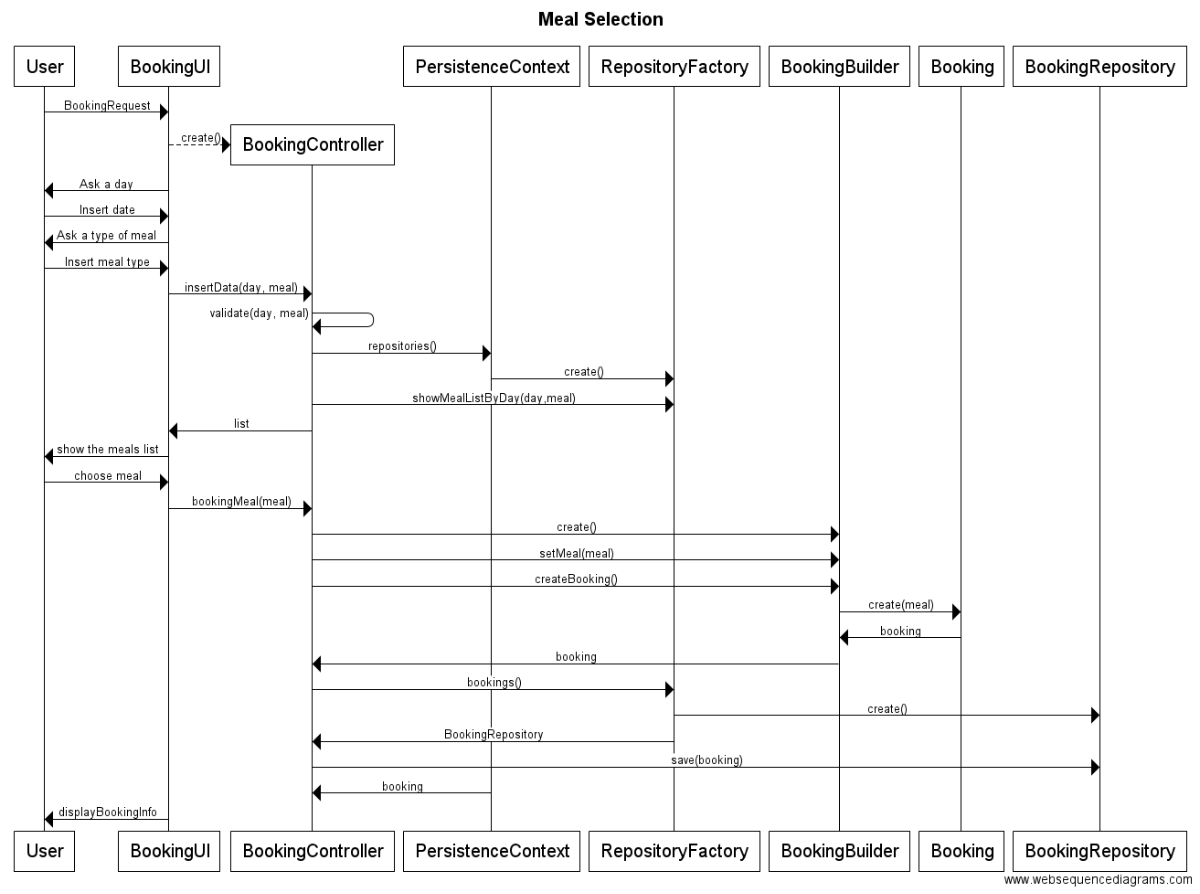 Meal Selection
User BookingUI PersistenceContext RepositoryFactory BookingBuilder Booking BookingRepository
BookingRequest
create()
BookingController
Ask a day
Insert date
Ask a type of meal
Insert meal type
insertData(day, meal)
validate(day, meal)
repositories()
create()
showMealListByDay(day,meal)
list
show the meals list
choose meal
bookingMeal(meal)
create()
setMeal(meal)
createBooking()
create(meal)
booking
booking
bookings()
create()
BookingRepository
save(booking)
booking
displayBookingInfo
User BookingUI BookingController PersistenceContext RepositoryFactory BookingBuilder Booking BookingRepository
www.websequencediagrams.com